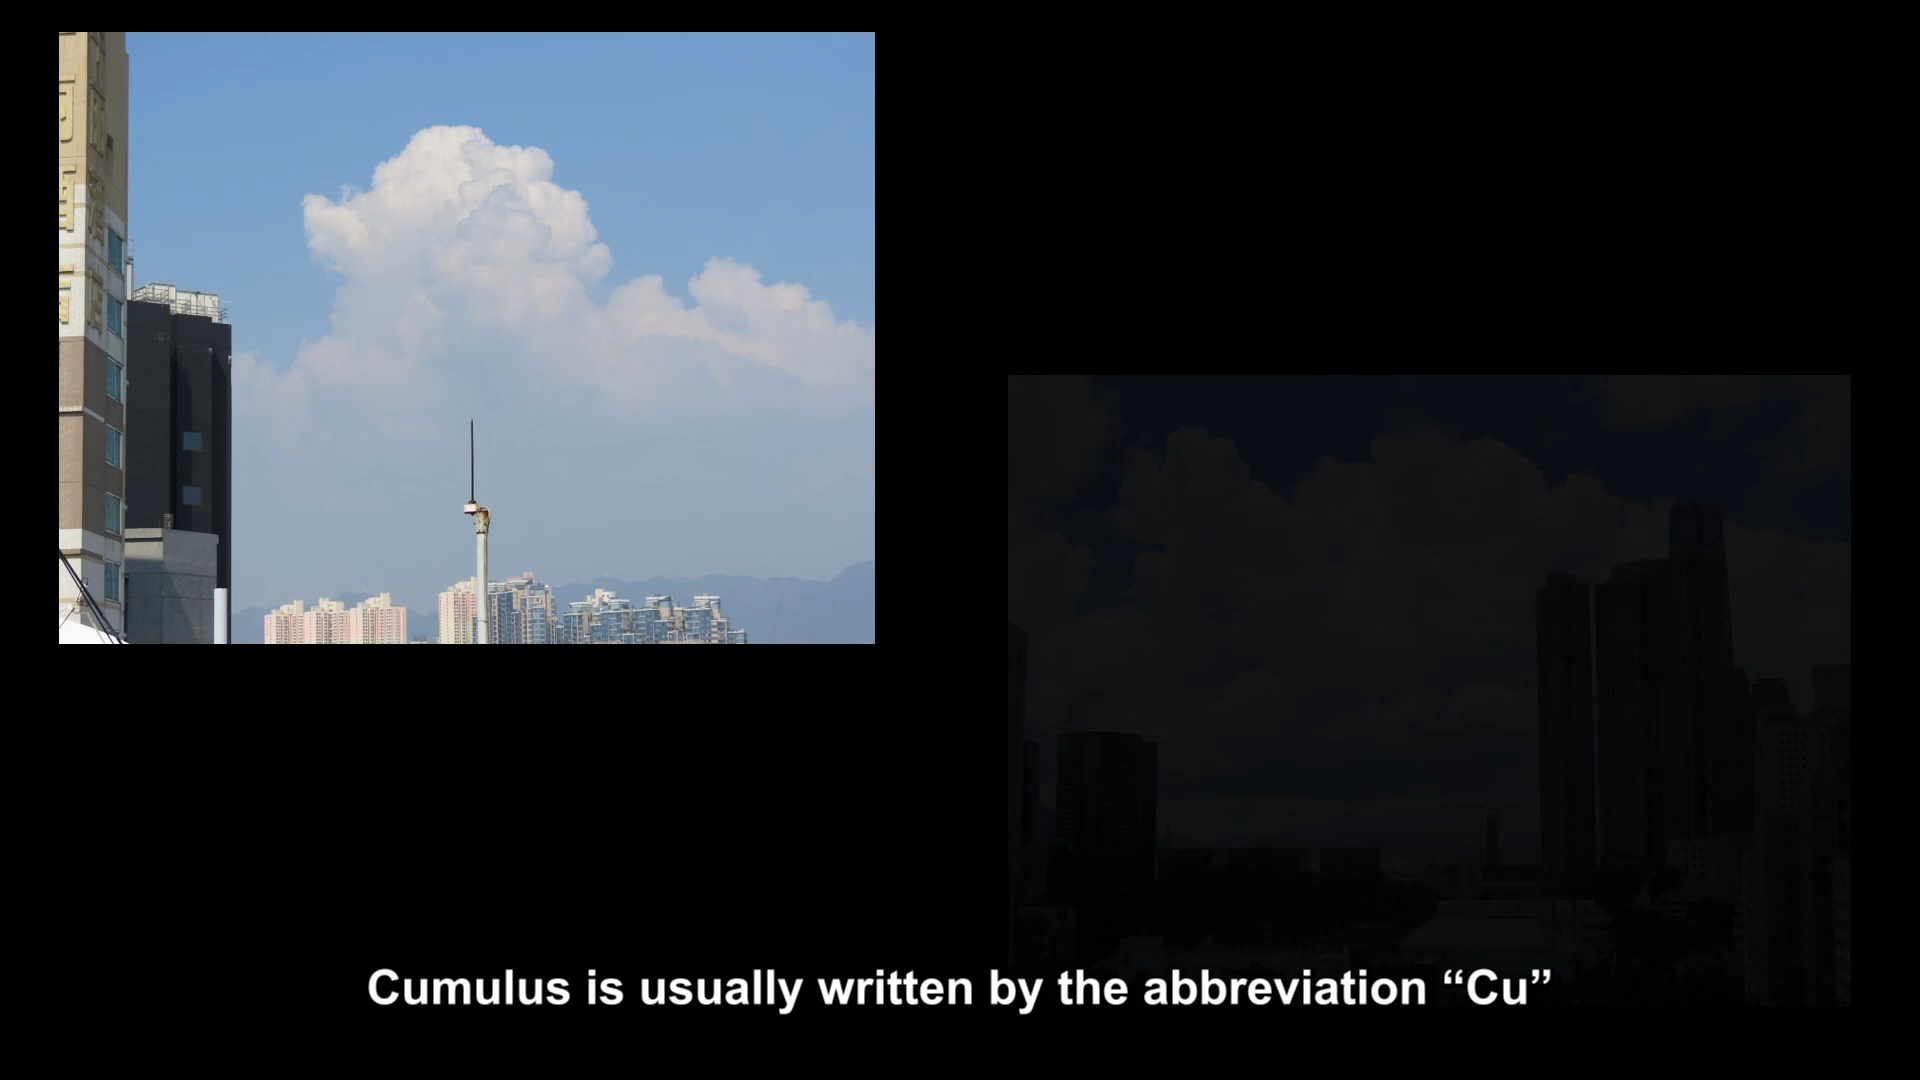 Cumulus is usually written by the abbreviation “Cu”